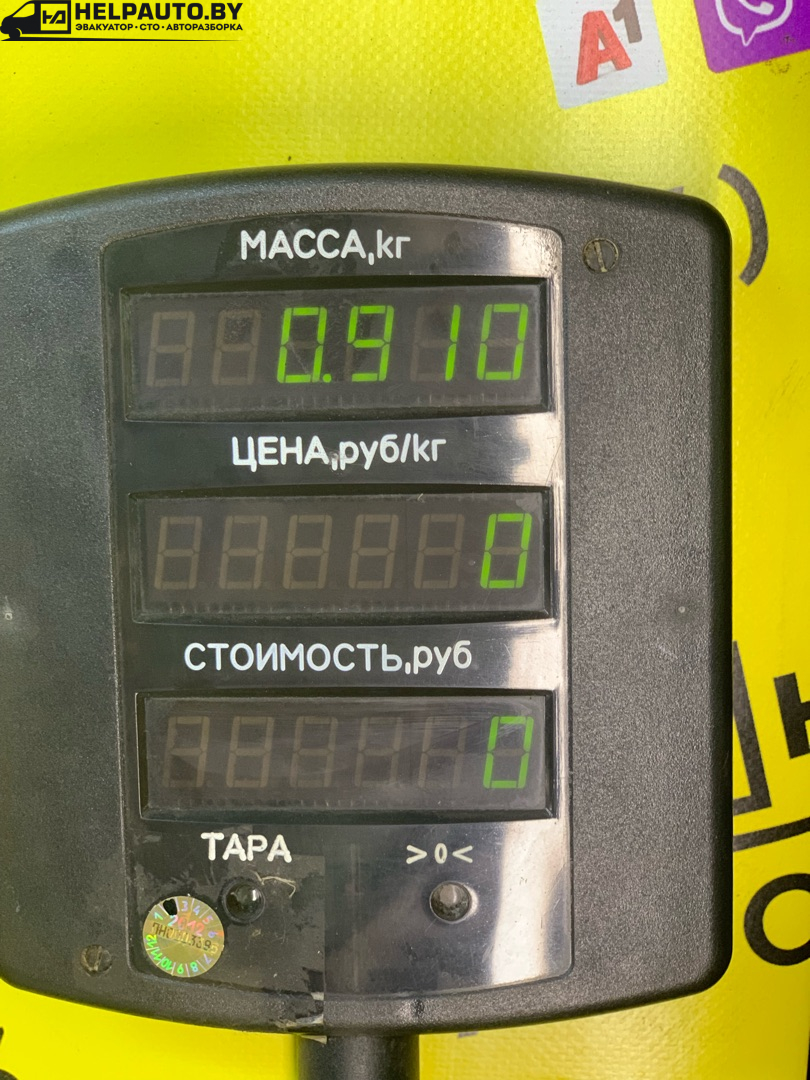 HELPAUTO.BY
ЭВАКУАТОР • СТО • АВТОРАЗБОРКА
A1
МАССА,кг
0.910
ЦЕНА,руб/кг
0
СТОИМОСТЬ,руб
0
ТАРА >0<